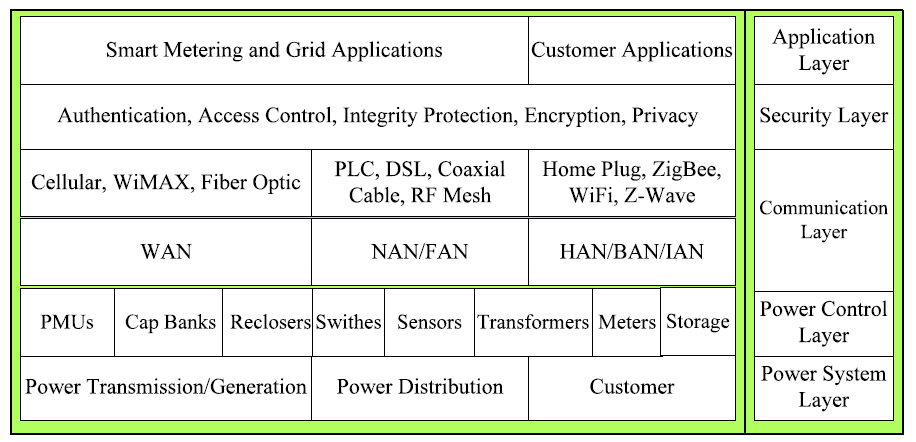 Smart Metering and Grid Applications
Customer Applications
Application
Layer
Authentication, Access Control, Integrity Protection, Encryption, Privacy
Security Layer
Cellular, WiMAX, Fiber Optic
PLC, DSL, Coaxial
Cable, RF Mesh
Home Plug, ZigBee,
WiFi, Z-Wave
Communication
Layer
WAN
NAN/FAN
HAN/BAN/IAN
PMUs
Cap Banks
Reclosers
Swithes
Sensors
Transformers
Meters
Storage
Power Control
Layer
Power Transmission/Generation
Power Distribution
Customer
Power System
Layer